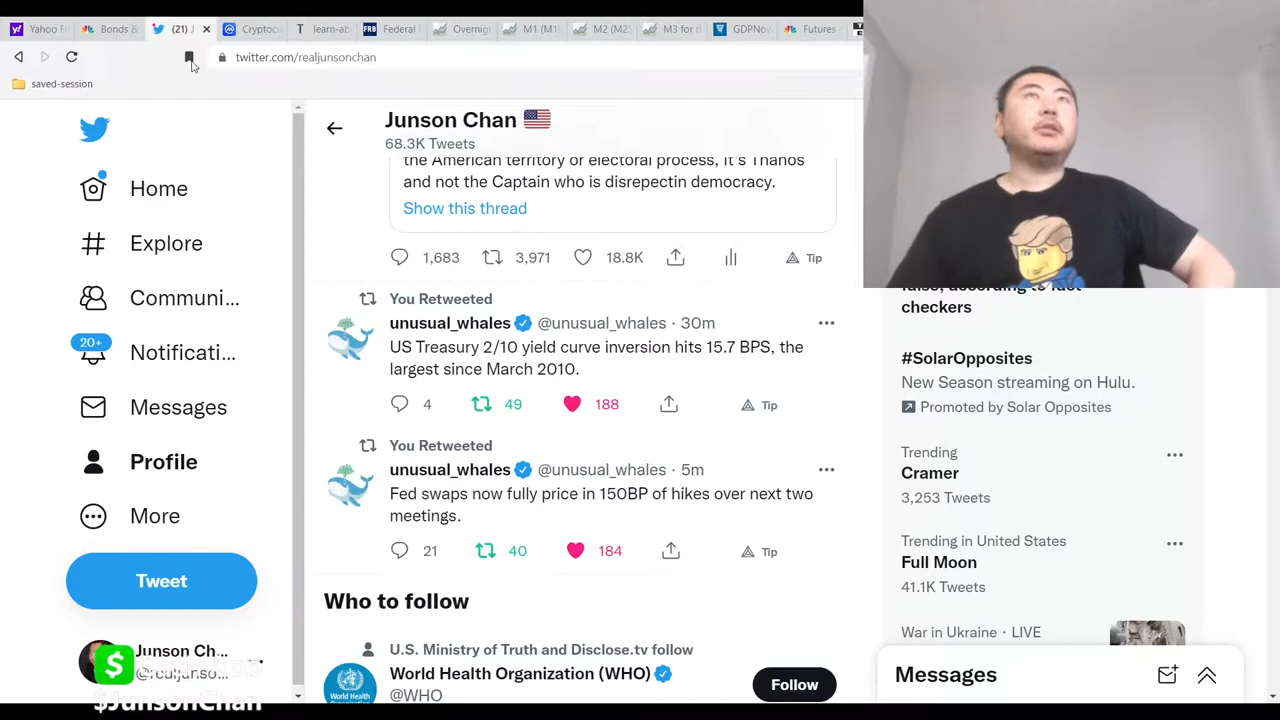 Yahoo F
Bonds &
(21) J
Cryptocu
learn-ab
Federal
Overnig
M1 (M1
M2 (M2
M3 for t
GDPNow
Futures
twitter.com/realjunsonchan
saved-session
Junson Chan
68.3K Tweets
the American territory or electoral process, it's Thanos
and not the Captain who is disrepectin democracy.
Show this thread
1,683 3,971 18.8K Tip
Home
Explore
Communi...
20+
Notificati...
Messages
Profile
More
Tweet
Junson Ch...
@realjunso...
$JunsonChan
You Retweeted
unusual_whales @unusual_whales · 30m
US Treasury 2/10 yield curve inversion hits 15.7 BPS, the
largest since March 2010.
4 49 188 Tip
You Retweeted
unusual_whales @unusual_whales · 5m
Fed swaps now fully price in 150BP of hikes over next two
meetings.
21 40 184 Tip
Who to follow
U.S. Ministry of Truth and Disclose.tv follow
World Health Organization (WHO)
@WHO
Follow
false, according to fact
checkers
#SolarOpposites
New Season streaming on Hulu.
Promoted by Solar Opposites
Trending
Cramer
3,253 Tweets
Trending in United States
Full Moon
41.1K Tweets
War in Ukraine · LIVE
Messages